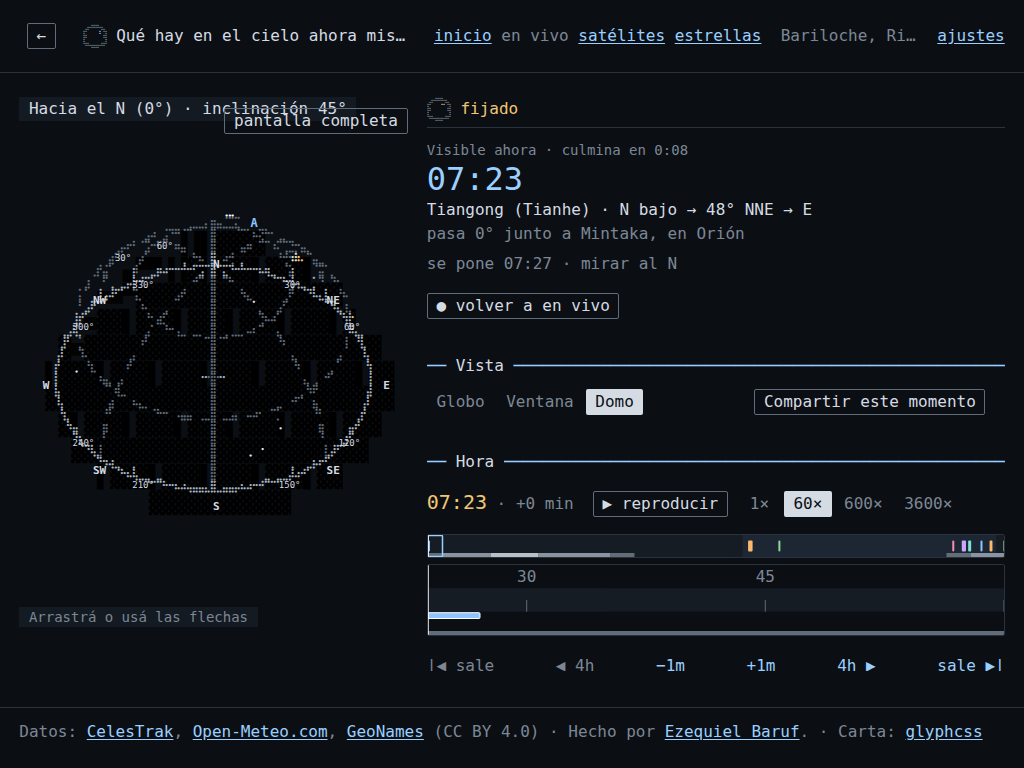 ← Qué hay en el cielo ahora mis… inicio en vivo satélites estrellas Bariloche, Ri… ajustes
Hacia el N (0°) · inclinación 45°
pantalla completa
A
60°
30°
N
330°
30°
NW
NE
300°
60°
W
E
240°
120°
SW
SE
210°
150°
S
Arrastrá o usá las flechas
fijado
Visible ahora · culmina en 0:08
07:23
Tiangong (Tianhe) · N bajo → 48° NNE → E
pasa 0° junto a Mintaka, en Orión
se pone 07:27 · mirar al N
● volver a en vivo
Vista
Globo Ventana Domo Compartir este momento
Hora
07:23 · +0 min ▶ reproducir 1× 60× 600× 3600×
30 45
|◀ sale ◀ 4h −1m +1m 4h ▶ sale ▶|
Datos: CelesTrak, Open-Meteo.com, GeoNames (CC BY 4.0) · Hecho por Ezequiel Baruf. · Carta: glyphcss